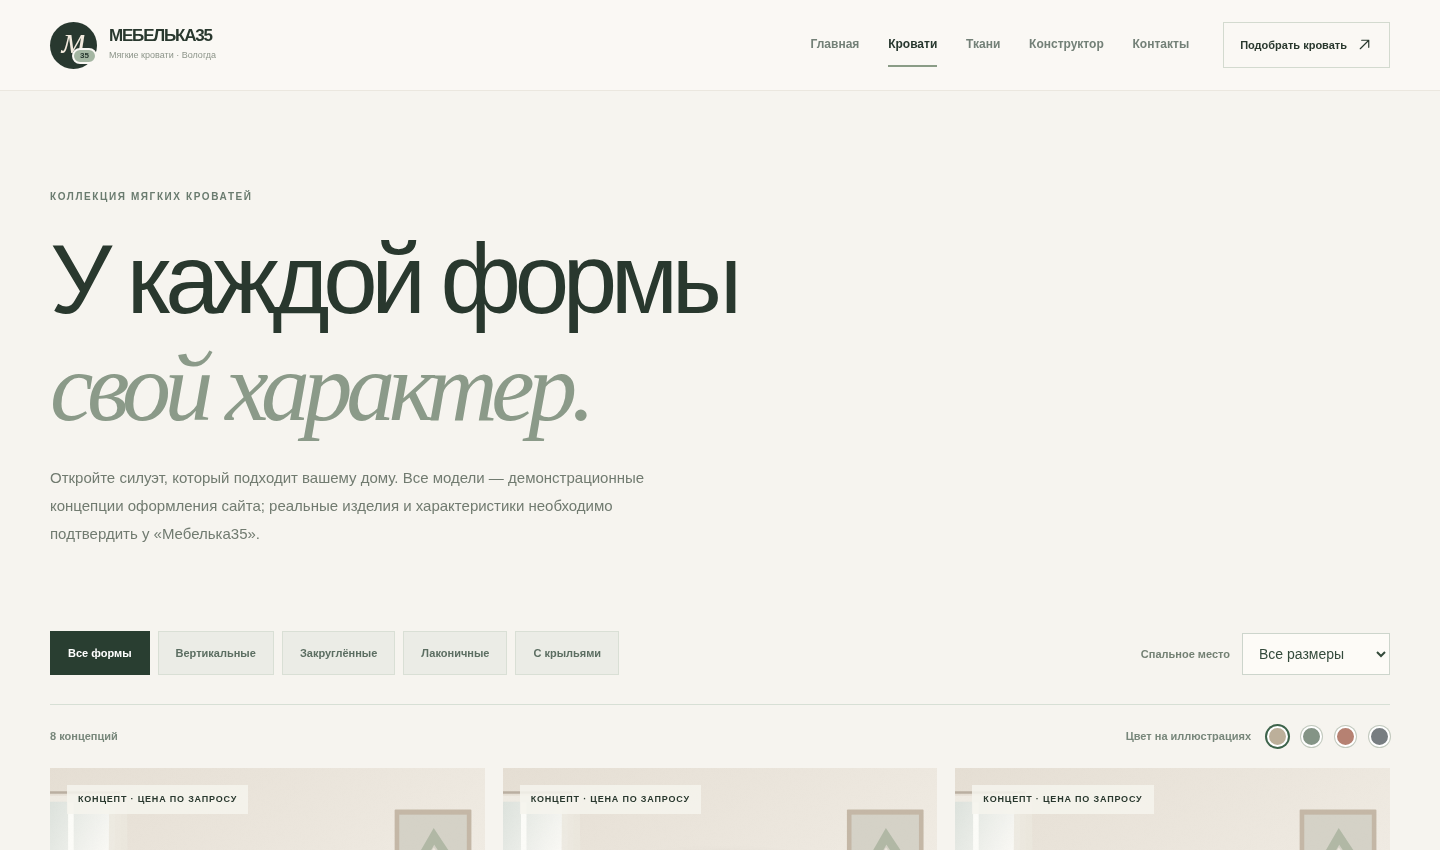 М
35
МЕБЕЛЬКА35
Мягкие кровати · Вологда
Главная
Кровати
Ткани
Конструктор
Контакты
Подобрать кровать
КОЛЛЕКЦИЯ МЯГКИХ КРОВАТЕЙ
У каждой формы
свой характер.
Откройте силуэт, который подходит вашему дому. Все модели — демонстрационные
концепции оформления сайта; реальные изделия и характеристики необходимо
подтвердить у «Мебелька35».
Все формы
Вертикальные
Закруглённые
Лаконичные
С крыльями
Спальное место
Все размеры
8 концепций
Цвет на иллюстрациях
КОНЦЕПТ · ЦЕНА ПО ЗАПРОСУ
КОНЦЕПТ · ЦЕНА ПО ЗАПРОСУ
КОНЦЕПТ · ЦЕНА ПО ЗАПРОСУ